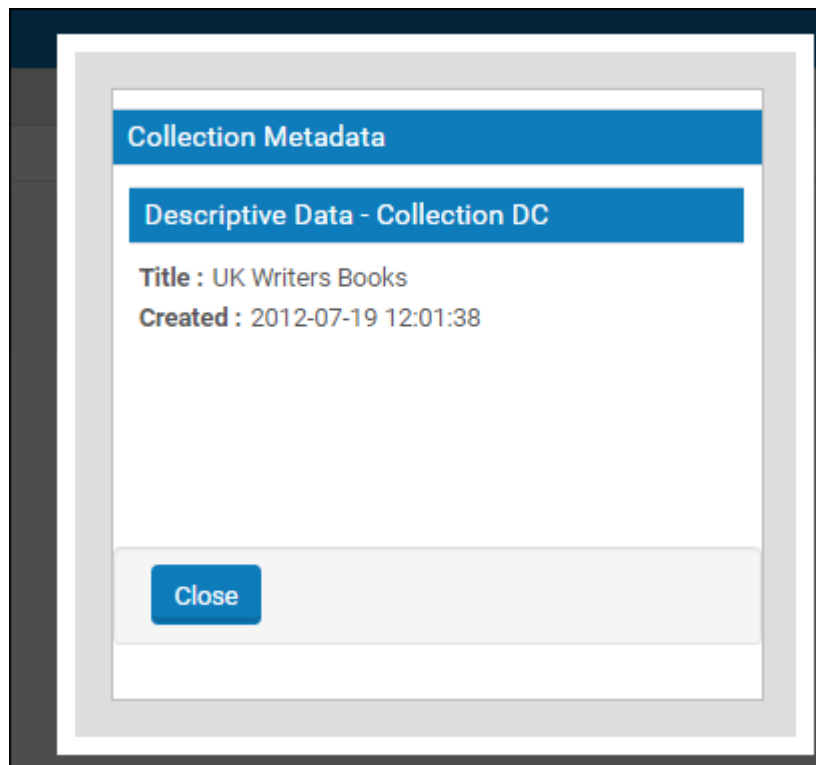 Collection Metadata
Descriptive Data - Collection DC
Title : UK Writers Books
Created : 2012-07-19 12:01:38
Close